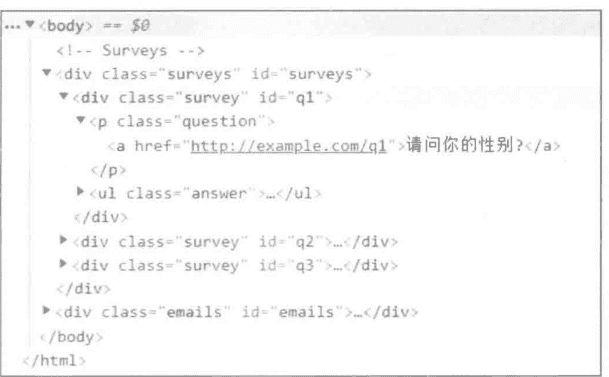 ...▼<body> == $0
<!-- Surveys -->
▼<div class="surveys" id="surveys">
▼<div class="survey" id="q1">
▼<p class="question">
<a href="http://example.com/q1">请问你的性别?</a>
</p>
▶<ul class="answer">…</ul>
</div>
▶<div class="survey" id="q2">…</div>
▶<div class="survey" id="q3">…</div>
</div>
▶<div class="emails" id="emails">…</div>
</body>
</html>